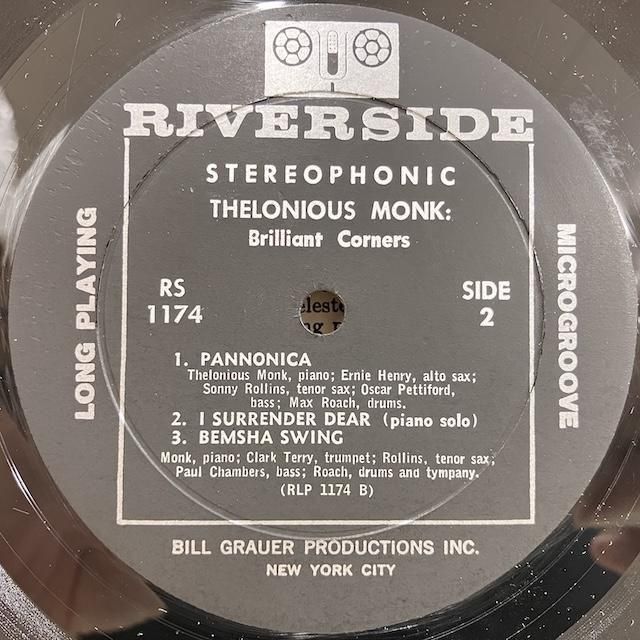 RIVERSIDE
STEREOPHONIC
THELONIOUS MONK:
Brilliant Corners
RS
1174
SIDE
2
LONG PLAYING
MICROGROOVE
1. PANNONICA
Thelonious Monk, piano; Ernie Henry, alto sax;
Sonny Rollins, tenor sax; Oscar Pettiford,
bass; Max Roach, drums.
2. I SURRENDER DEAR (piano solo)
3. BEMSHA SWING
Monk, piano; Clark Terry, trumpet; Rollins, tenor sax;
Paul Chambers, bass; Roach, drums and tympany.
(RLP 1174 B)
BILL GRAUER PRODUCTIONS INC.
NEW YORK CITY